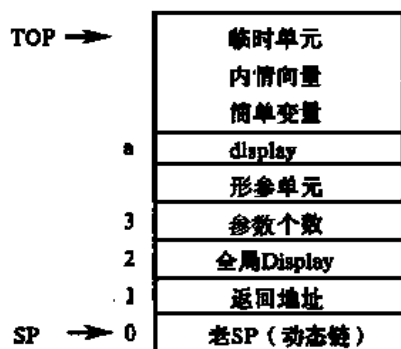 TOP 临时单元
内情向量
简单变量
a display
形参单元
3 参数个数
2 全局Display
1 返回地址
SP 0 老SP（动态链）